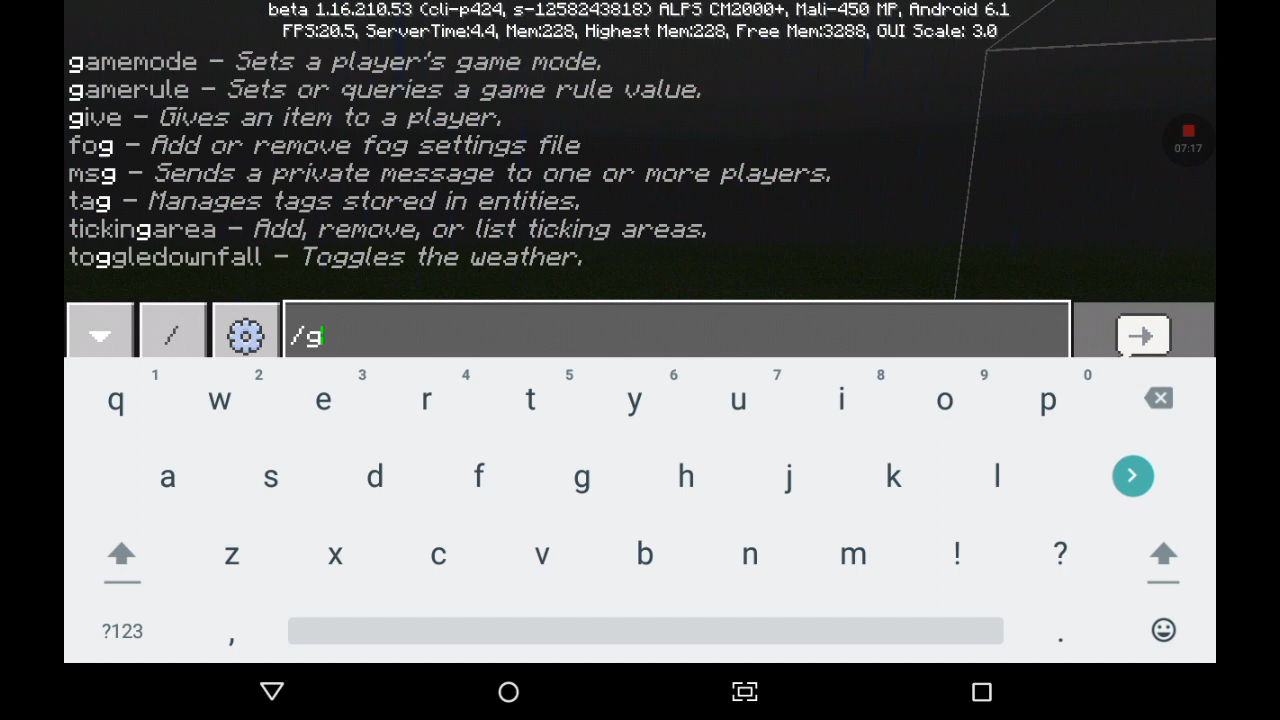 beta 1.16.210.53 (cli-p424, s-1258243818) ALPS CM2000+, Mali-450 MP, Android 6.1
FPS:20.5, ServerTime:4.4, Mem:228, Highest Mem:228, Free Mem:3288, GUI Scale: 3.0
gamemode – Sets a player's game mode.
gamerule – Sets or queries a game rule value.
give – Gives an item to a player.
fog – Add or remove fog settings file
msg – Sends a private message to one or more players.
tag – Manages tags stored in entities.
tickingarea – Add, remove, or list ticking areas.
toggledownfall – Toggles the weather.
07:17
/ /g
1 2 3 4 5 6 7 8 9 0
q w e r t y u i o p
a s d f g h j k l
z x c v b n m ! ?
?123 , .